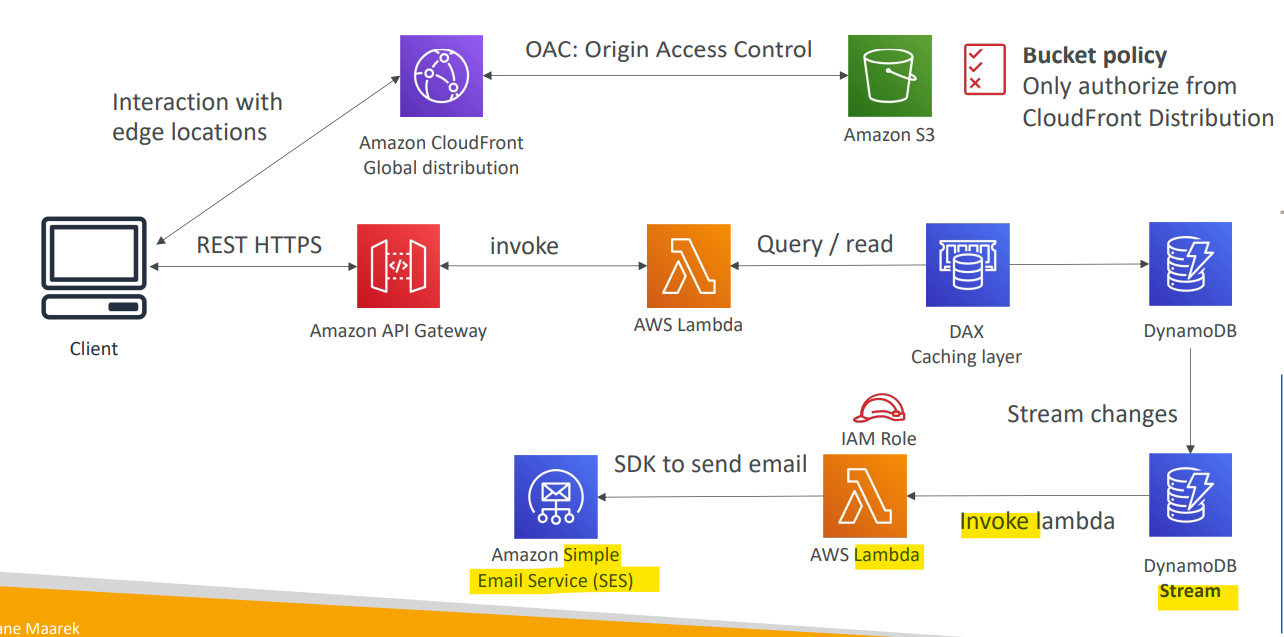 OAC: Origin Access Control
Bucket policy
Only authorize from
CloudFront Distribution
Interaction with
edge locations
Amazon CloudFront
Global distribution
Amazon S3
REST HTTPS
invoke
Query / read
Client
Amazon API Gateway
AWS Lambda
DAX
Caching layer
DynamoDB
Stream changes
IAM Role
SDK to send email
Invoke lambda
Amazon Simple
Email Service (SES)
AWS Lambda
DynamoDB
Stream
ane Maarek